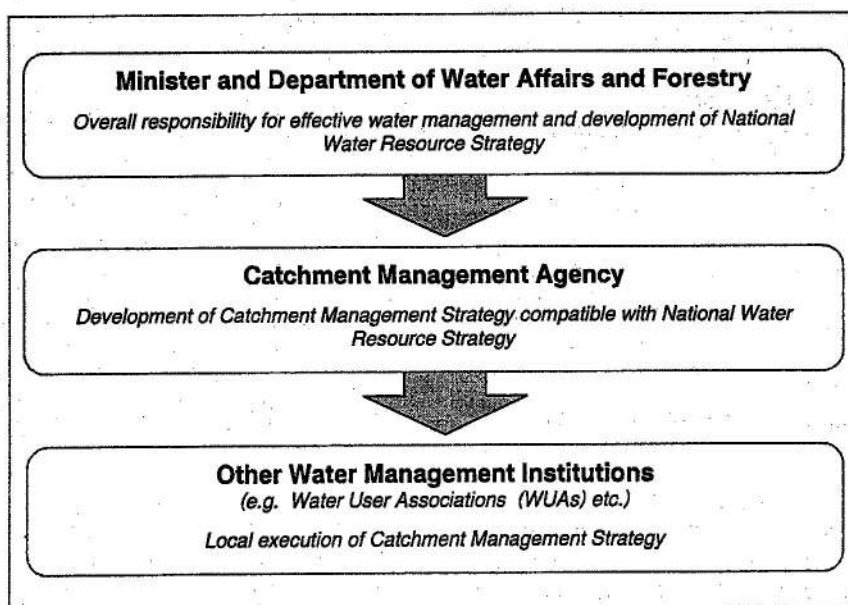 Minister and Department of Water Affairs and Forestry
Overall responsibility for effective water management and development of National
Water Resource Strategy
Catchment Management Agency
Development of Catchment Management Strategy compatible with National Water
Resource Strategy
Other Water Management Institutions
(e.g. Water User Associations (WUAs) etc.)
Local execution of Catchment Management Strategy